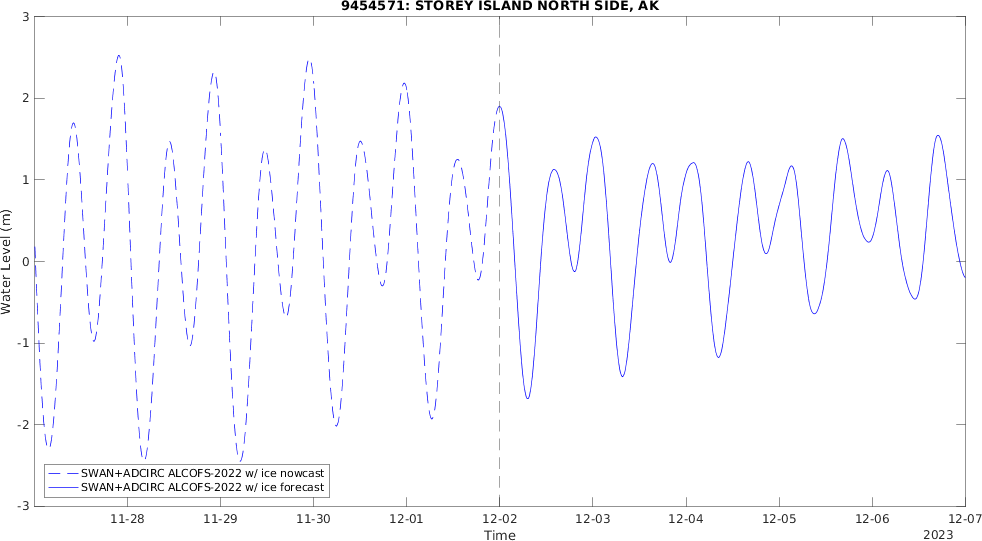 9454571: STOREY ISLAND NORTH SIDE, AK
3
2
1
0
-1
-2
-3
Water Level (m)
SWAN+ADCIRC ALCOFS-2022 w/ ice nowcast
SWAN+ADCIRC ALCOFS-2022 w/ ice forecast
11-28 11-29 11-30 12-01 12-02 12-03 12-04 12-05 12-06 12-07
Time
2023